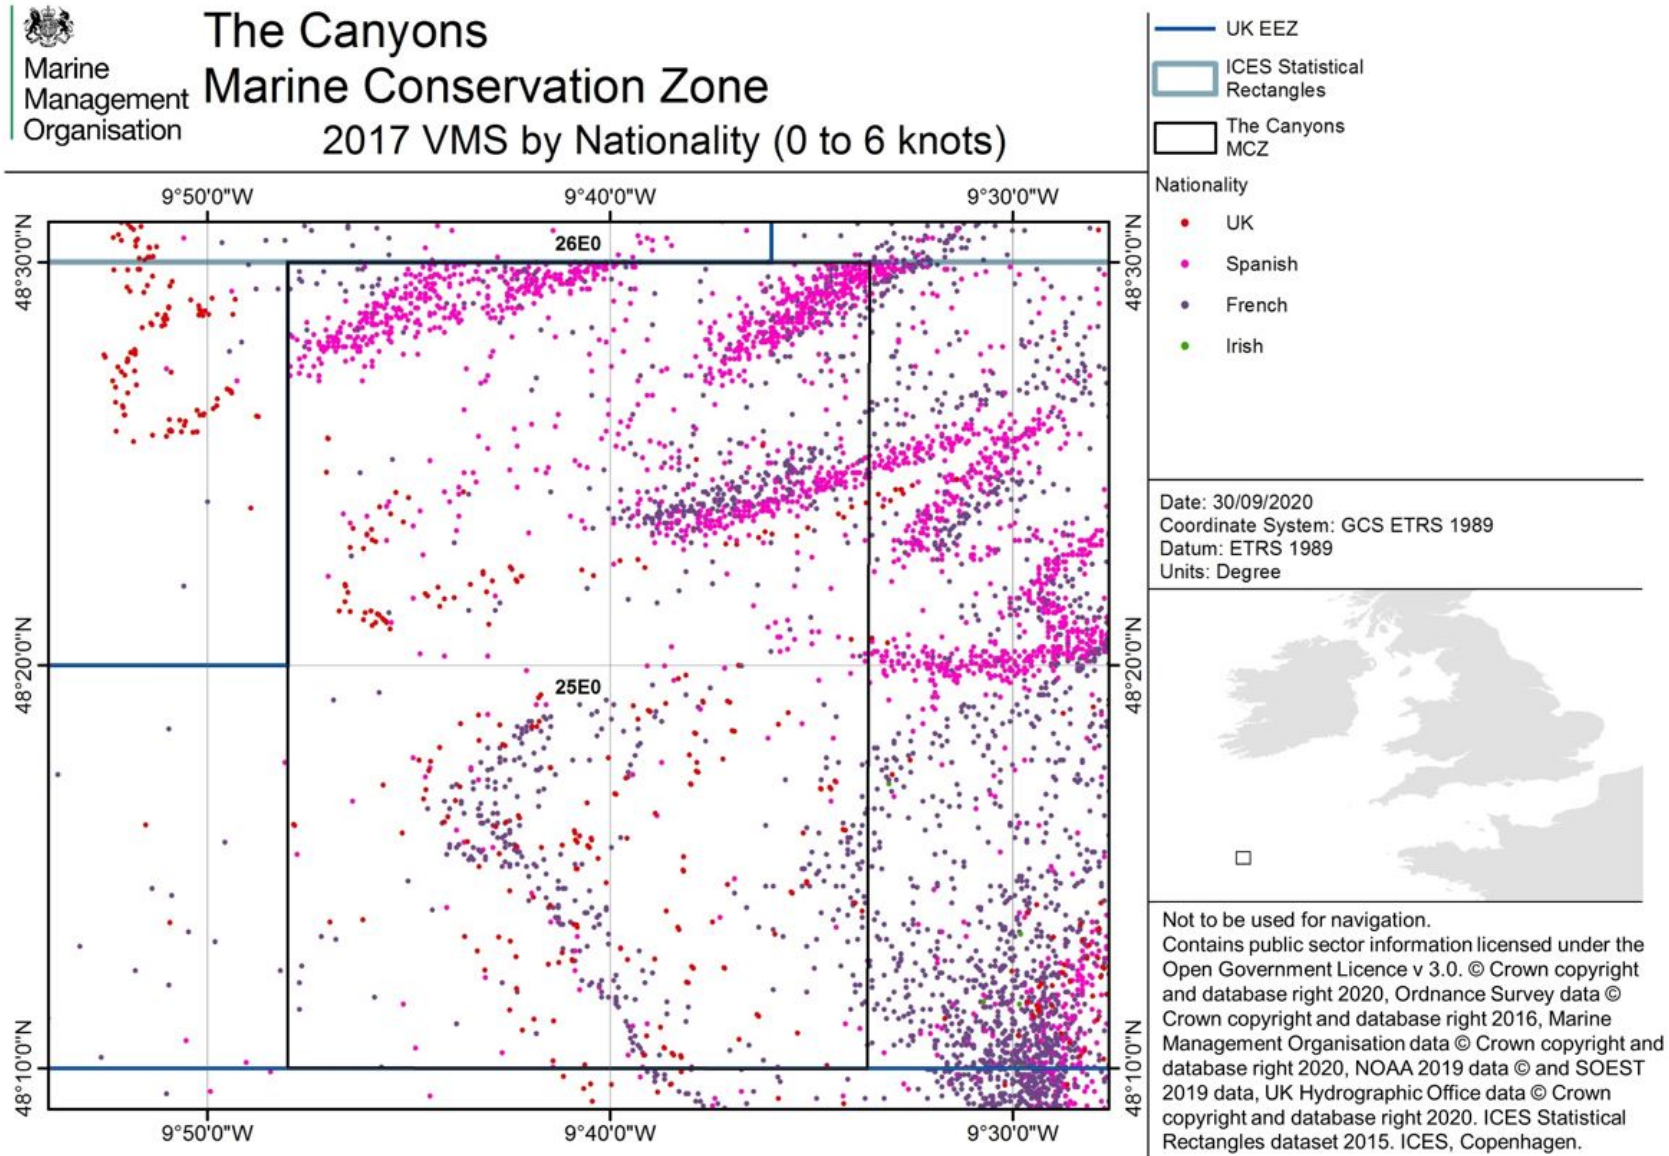 Marine
Management
Organisation
The Canyons
Marine Conservation Zone
2017 VMS by Nationality (0 to 6 knots)
UK EEZ
ICES Statistical
Rectangles
The Canyons
MCZ
Nationality
UK
Spanish
French
Irish
9°50'0"W
9°40'0"W
9°30'0"W
48°30'0"N
48°30'0"N
26E0
48°20'0"N
48°20'0"N
25E0
48°10'0"N
48°10'0"N
9°50'0"W
9°40'0"W
9°30'0"W
Date: 30/09/2020
Coordinate System: GCS ETRS 1989
Datum: ETRS 1989
Units: Degree
Not to be used for navigation.
Contains public sector information licensed under the
Open Government Licence v 3.0. © Crown copyright
and database right 2020, Ordnance Survey data ©
Crown copyright and database right 2016, Marine
Management Organisation data © Crown copyright and
database right 2020, NOAA 2019 data © and SOEST
2019 data, UK Hydrographic Office data © Crown
copyright and database right 2020. ICES Statistical
Rectangles dataset 2015. ICES, Copenhagen.